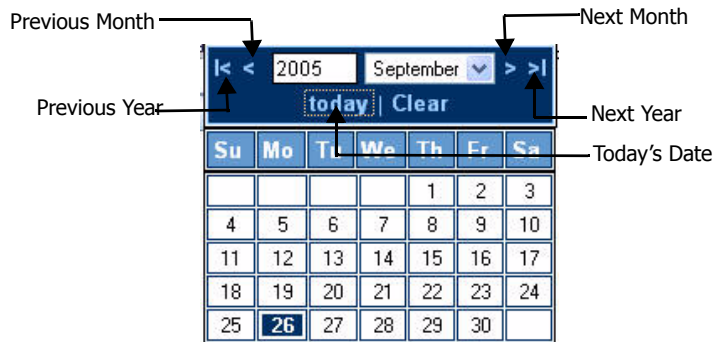 Previous Month
Next Month
|< < 2005 September > >|
Previous Year
today | Clear
Next Year
Su Mo Tu We Th Fr Sa
Today's Date
1 2 3
4 5 6 7 8 9 10
11 12 13 14 15 16 17
18 19 20 21 22 23 24
25 26 27 28 29 30